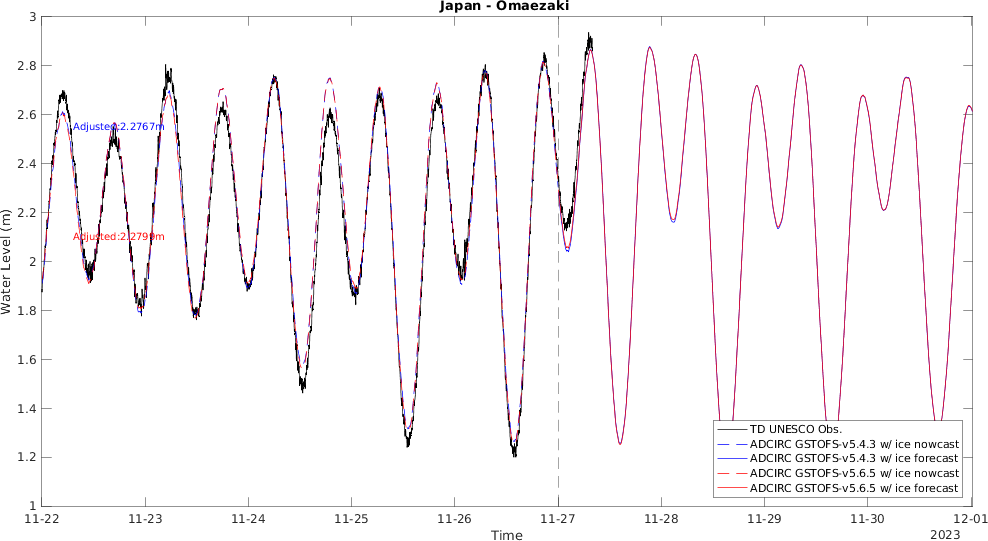 Japan - Omaezaki
Water Level (m)
3
2.8
2.6
2.4
2.2
2
1.8
1.6
1.4
1.2
1
Adjusted:2.2767m
Adjusted:2.2799m
TD UNESCO Obs.
ADCIRC GSTOFS-v5.4.3 w/ ice nowcast
ADCIRC GSTOFS-v5.4.3 w/ ice forecast
ADCIRC GSTOFS-v5.6.5 w/ ice nowcast
ADCIRC GSTOFS-v5.6.5 w/ ice forecast
11-22 11-23 11-24 11-25 11-26 11-27 11-28 11-29 11-30 12-01
Time
2023